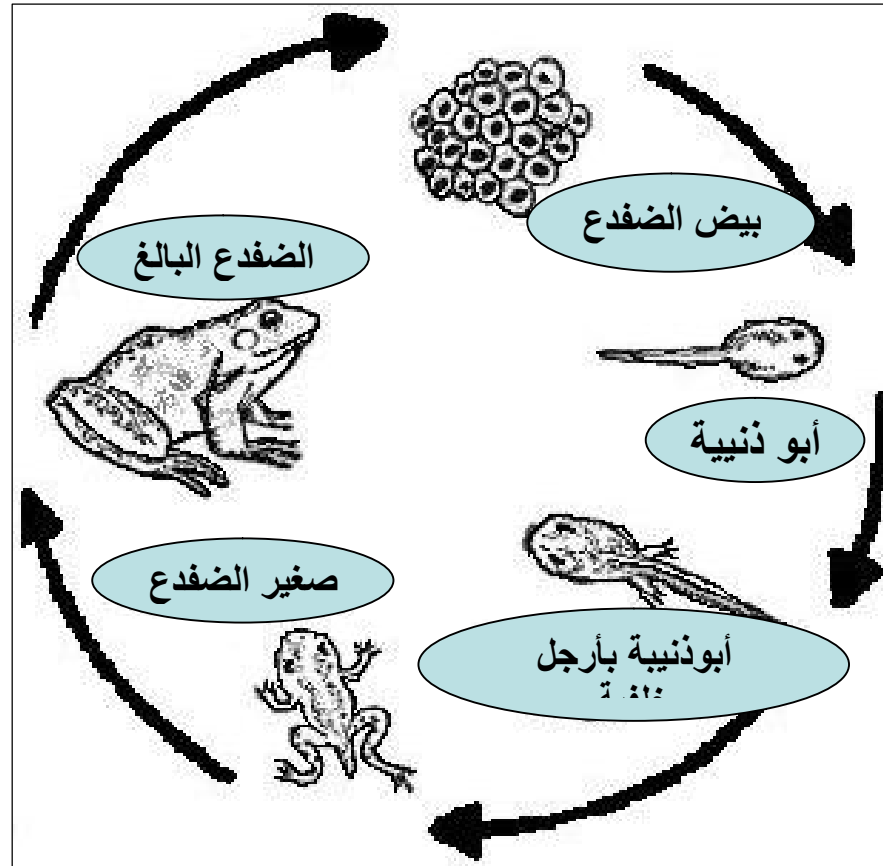 بيض الضفدع
الضفدع البالغ
أبو ذنيبة
صغير الضفدع
أبوذنيبة بأرجل